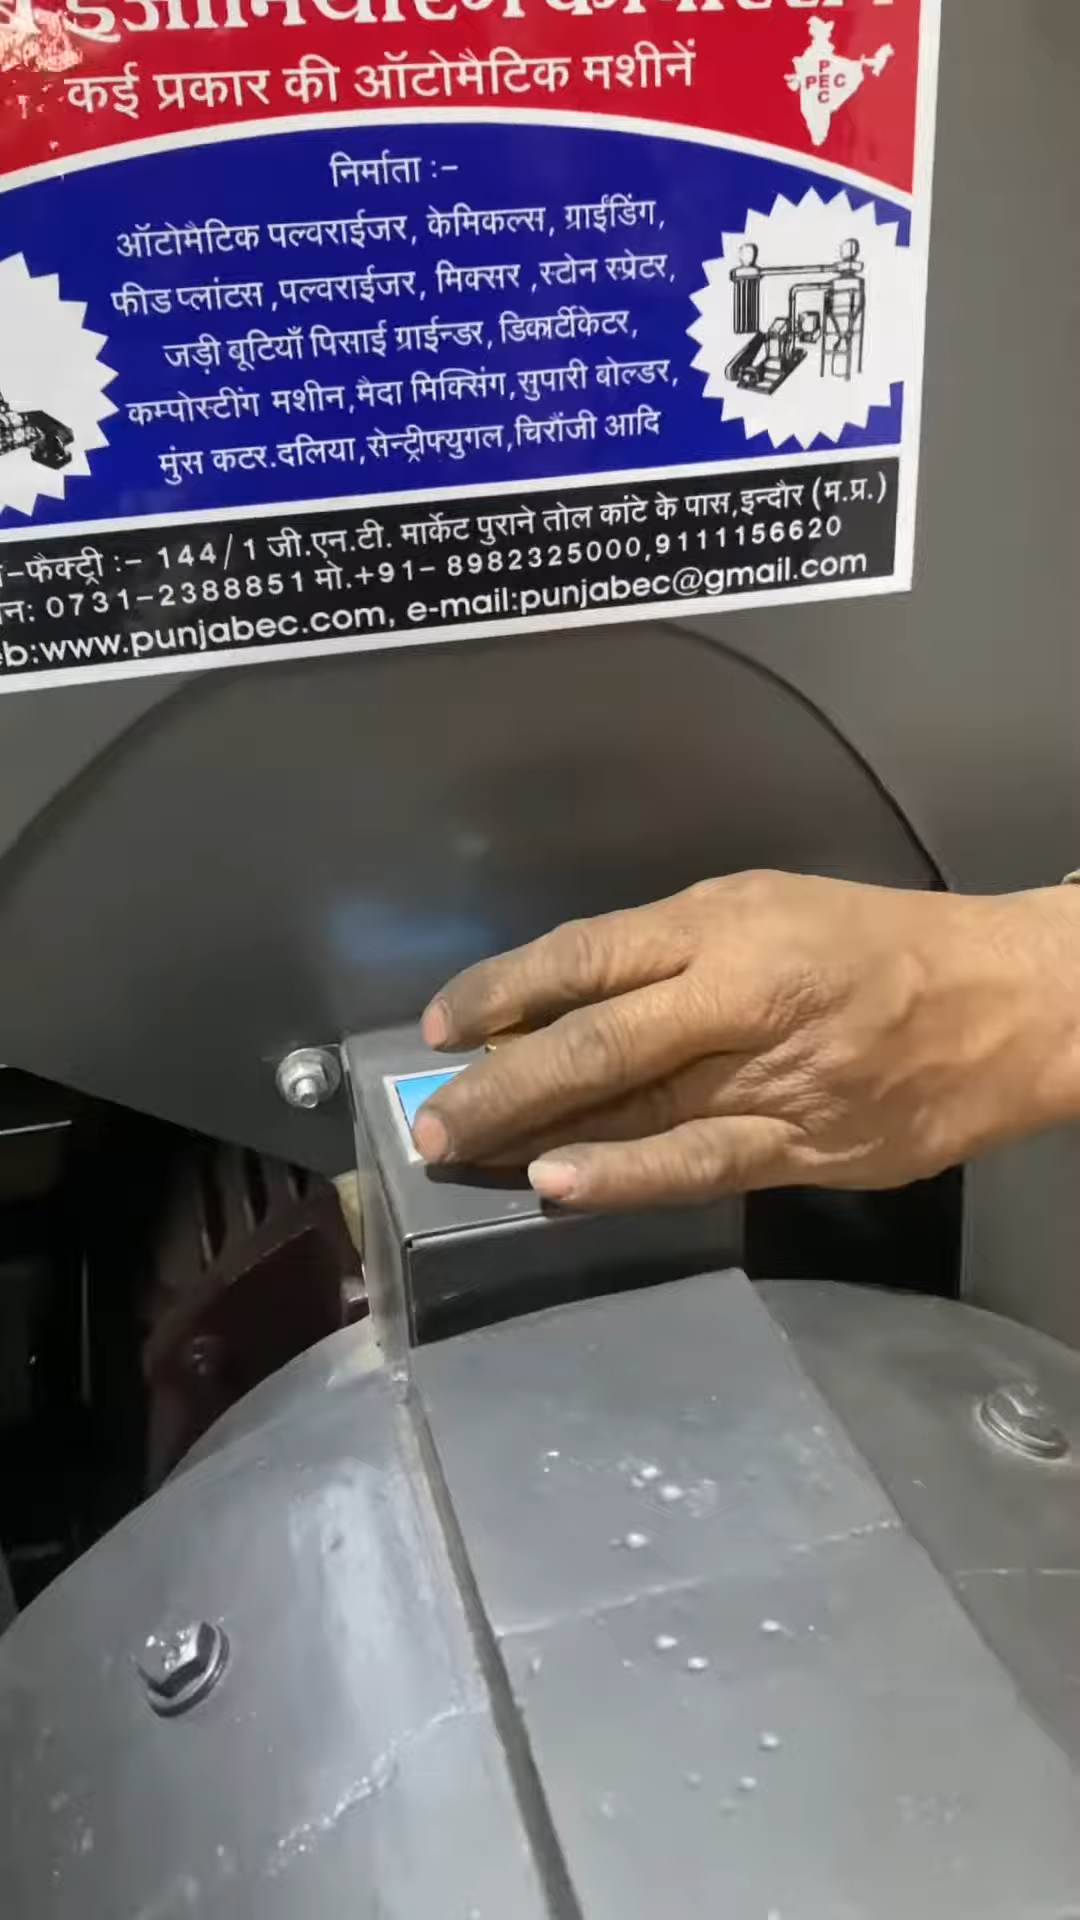 इंजीनियरिंग
कई प्रकार की ऑटोमैटिक मशीनें
P
PEC
C
निर्माता :-
ऑटोमैटिक पल्वराईजर, केमिकल्स, ग्राईडिंग,
फीड प्लांटस ,पल्वराईजर, मिक्सर ,स्टोन स्प्रेटर,
जड़ी बूटियाँ पिसाई ग्राईन्डर, डिकार्टीकेटर,
कम्पोस्टींग मशीन,मैदा मिक्सिंग,सुपारी बोल्डर,
मुंस कटर.दलिया,सेन्ट्रीफ्युगल,चिरौंजी आदि
-फैक्ट्री :- 144/1 जी.एन.टी. मार्केट पुराने तोल कांटे के पास,इन्दौर (म.प्र.)
न: 0731-2388851 मो.+91- 8982325000,9111156620
b:www.punjabec.com, e-mail:punjabec@gmail.com